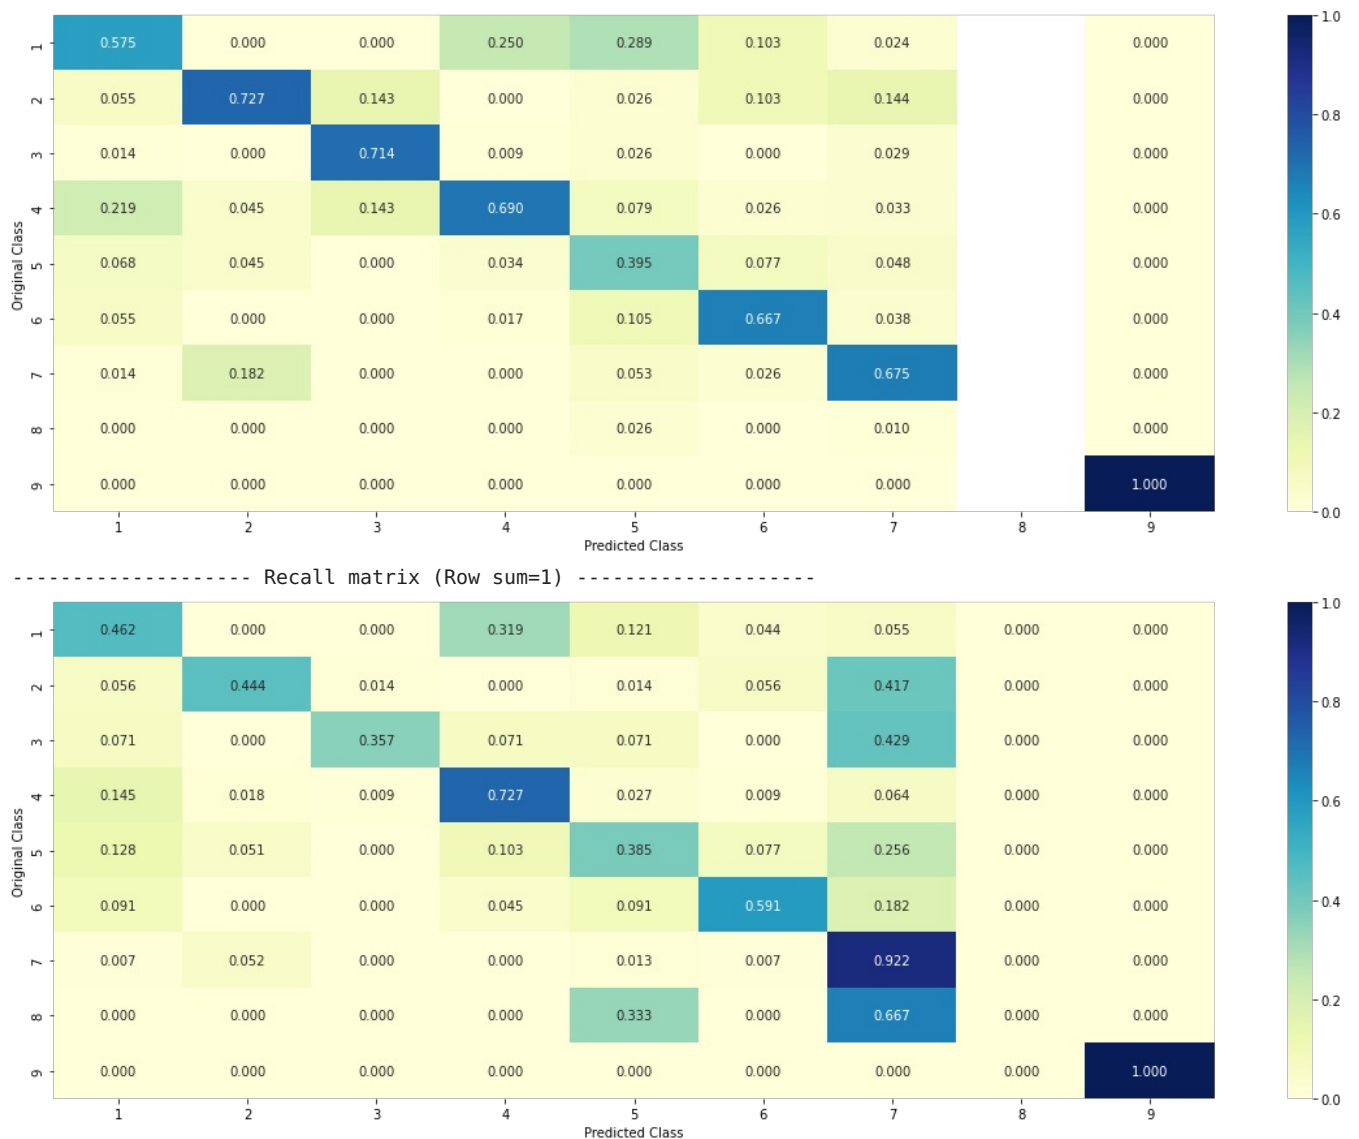 1 0.575 0.000 0.000 0.250 0.289 0.103 0.024 0.000
2 0.055 0.727 0.143 0.000 0.026 0.103 0.144 0.000
3 0.014 0.000 0.714 0.009 0.026 0.000 0.029 0.000
4 0.219 0.045 0.143 0.690 0.079 0.026 0.033 0.000
5 0.068 0.045 0.000 0.034 0.395 0.077 0.048 0.000
6 0.055 0.000 0.000 0.017 0.105 0.667 0.038 0.000
7 0.014 0.182 0.000 0.000 0.053 0.026 0.675 0.000
8 0.000 0.000 0.000 0.000 0.026 0.000 0.010 0.000
9 0.000 0.000 0.000 0.000 0.000 0.000 0.000 1.000
Original Class
1 2 3 4 5 6 7 8 9
Predicted Class
1.0
0.8
0.6
0.4
0.2
0.0
-------------------- Recall matrix (Row sum=1) --------------------
1 0.462 0.000 0.000 0.319 0.121 0.044 0.055 0.000 0.000
2 0.056 0.444 0.014 0.000 0.014 0.056 0.417 0.000 0.000
3 0.071 0.000 0.357 0.071 0.071 0.000 0.429 0.000 0.000
4 0.145 0.018 0.009 0.727 0.027 0.009 0.064 0.000 0.000
5 0.128 0.051 0.000 0.103 0.385 0.077 0.256 0.000 0.000
6 0.091 0.000 0.000 0.045 0.091 0.591 0.182 0.000 0.000
7 0.007 0.052 0.000 0.000 0.013 0.007 0.922 0.000 0.000
8 0.000 0.000 0.000 0.000 0.333 0.000 0.667 0.000 0.000
9 0.000 0.000 0.000 0.000 0.000 0.000 0.000 0.000 1.000
Original Class
1 2 3 4 5 6 7 8 9
Predicted Class
1.0
0.8
0.6
0.4
0.2
0.0